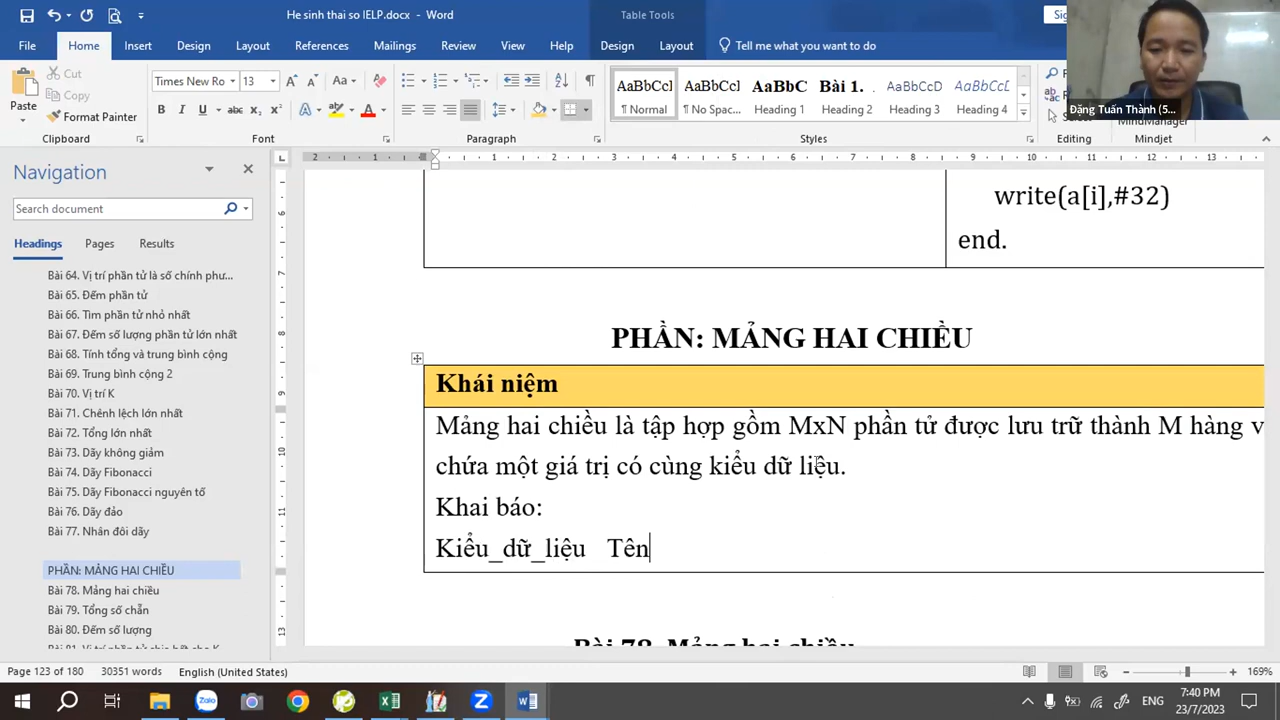 He sinh thai so IELP.docx - Word
Table Tools
File Home Insert Design Layout References Mailings Review View Help Design Layout Tell me what you want to do
Đặng Tuấn Thành (5...
Paste
Cut
Copy
Format Painter
Clipboard
Times New Ro 13
Font
Paragraph
AaBbCcI
¶ Normal
AaBbCcI
¶ No Spac...
AaBbC
Heading 1
Bài 1.
Heading 2
AaBbCcD
Heading 3
AaBbCcD
Heading 4
Styles
Editing
MindManager
Mindjet
Navigation
Search document
Headings Pages Results
Bài 64. Vị trí phần tử là số chính phư...
Bài 65. Đếm phần tử
Bài 66. Tìm phần tử nhỏ nhất
Bài 67. Đếm số lượng phần tử lớn nhất
Bài 68. Tính tổng và trung bình cộng
Bài 69. Trung bình cộng 2
Bài 70. Vị trí K
Bài 71. Chênh lệch lớn nhất
Bài 72. Tổng lớn nhất
Bài 73. Dãy không giảm
Bài 74. Dãy Fibonacci
Bài 75. Dãy Fibonacci nguyên tố
Bài 76. Dãy đảo
Bài 77. Nhân đôi dãy
PHẦN: MẢNG HAI CHIỀU
Bài 78. Mảng hai chiều
Bài 79. Tổng số chẵn
Bài 80. Đếm số lượng
write(a[i],#32)
end.
PHẦN: MẢNG HAI CHIỀU
Khái niệm
Mảng hai chiều là tập hợp gồm MxN phần tử được lưu trữ thành M hàng v
chứa một giá trị có cùng kiểu dữ liệu.
Khai báo:
Kiểu_dữ_liệu Tên
Bài 78. Mảng hai chiều
Page 123 of 180 30351 words English (United States) 169%
ENG
7:40 PM
23/7/2023